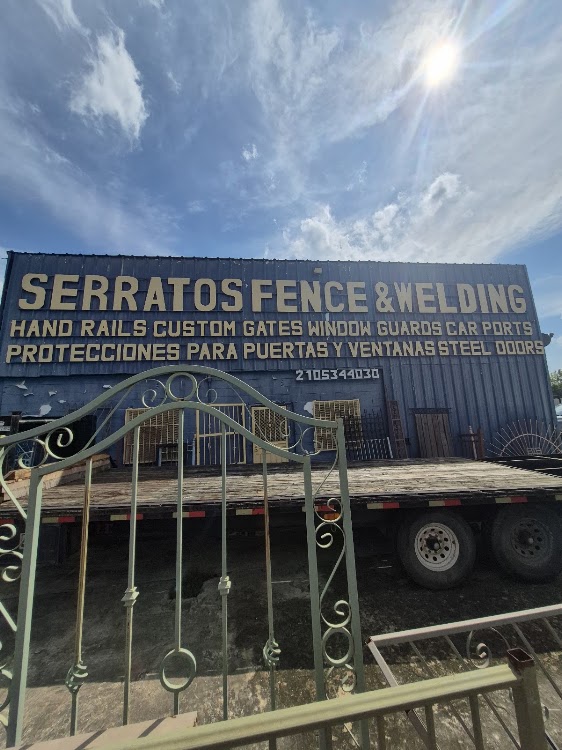 SERRATOS FENCE & WELDING
HAND RAILS CUSTOM GATES WINDOW GUARDS CAR PORTS
PROTECCIONES PARA PUERTAS Y VENTANAS STEEL DOORS
2105344030